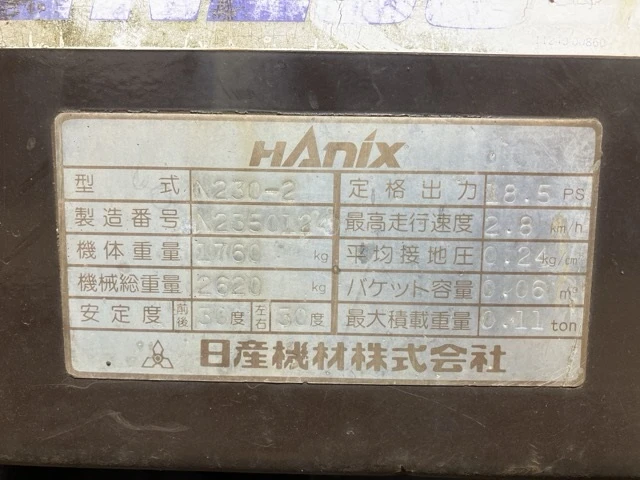 HAniX
型式 N230-2 定格出力 18.5 PS
製造番号 最高走行速度 2.8 km/h
機体重量 1760 kg 平均接地圧 0.24 kg/cm²
機械総重量 2620 kg バケット容量 0.06 m³
安定度 前後 30度 左右 30度 最大積載重量 0.11 ton
日産機材株式会社